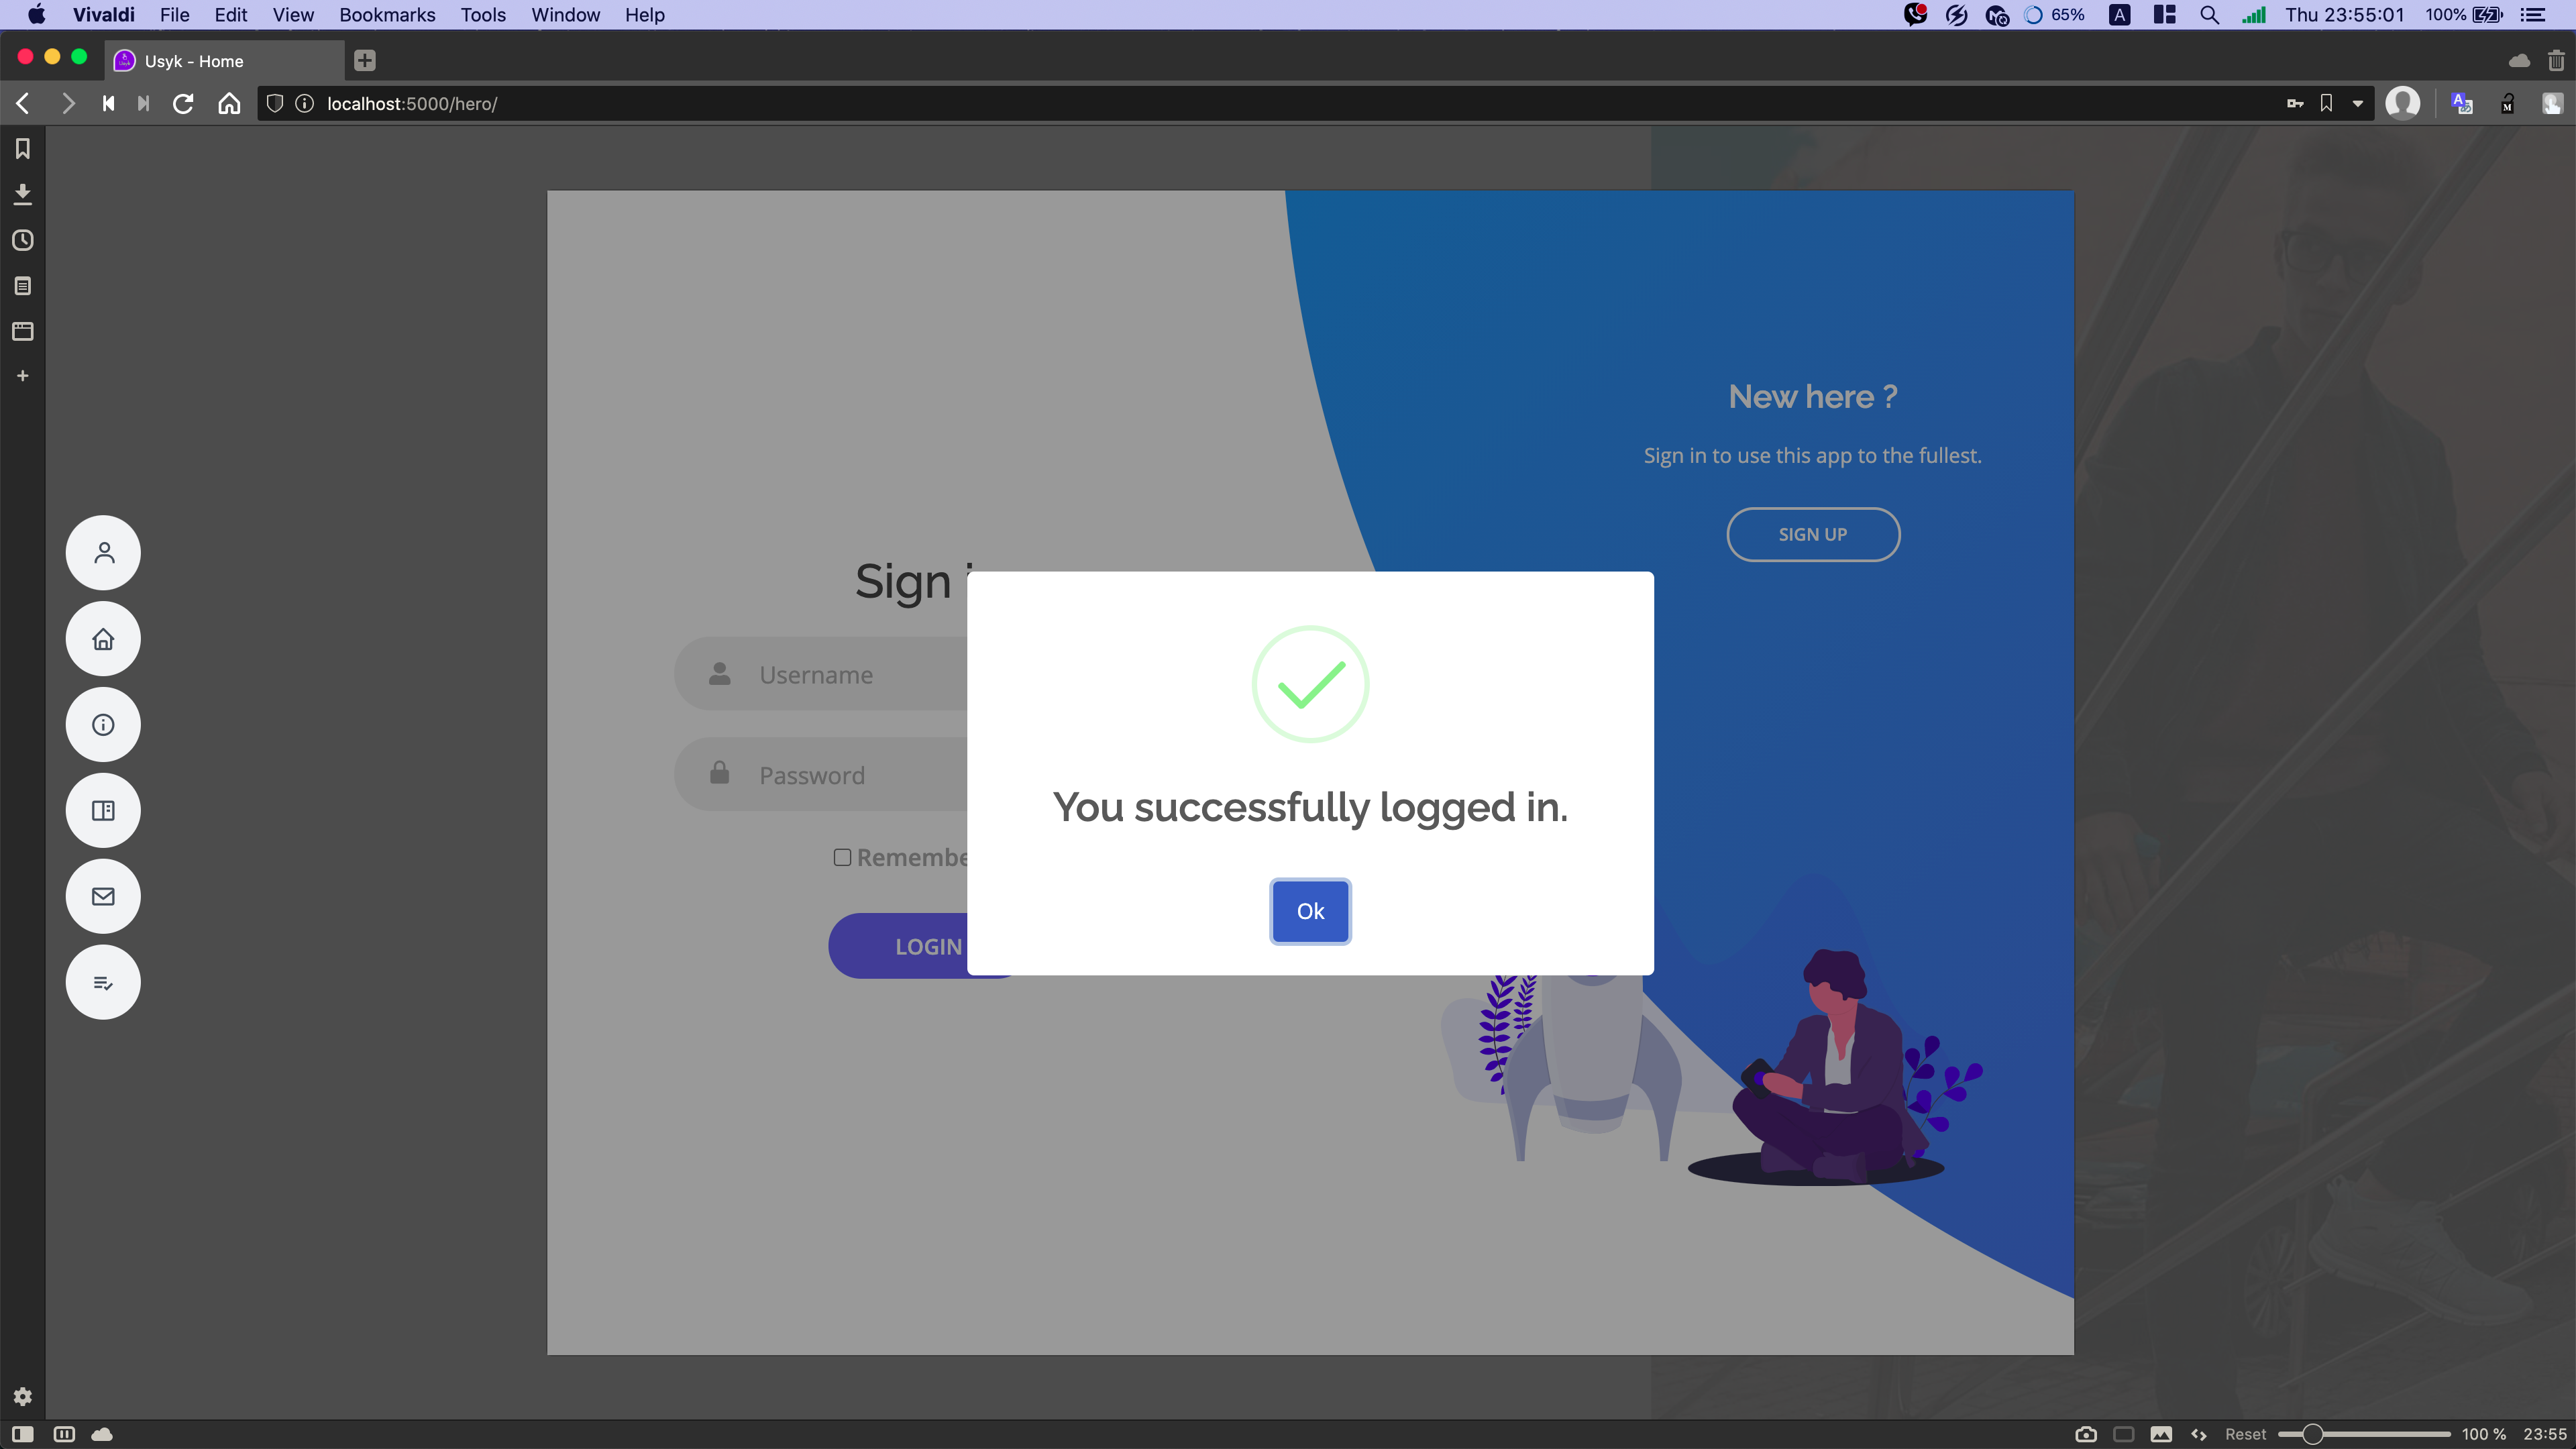 Vivaldi File Edit View Bookmarks Tools Window Help
65% A Thu 23:55:01 100%
Usyk - Home
localhost:5000/hero/
New here ?
Sign in to use this app to the fullest.
SIGN UP
Sign i
Username
Password
Remembe
LOGIN
You successfully logged in.
Ok
Reset 100 % 23:55